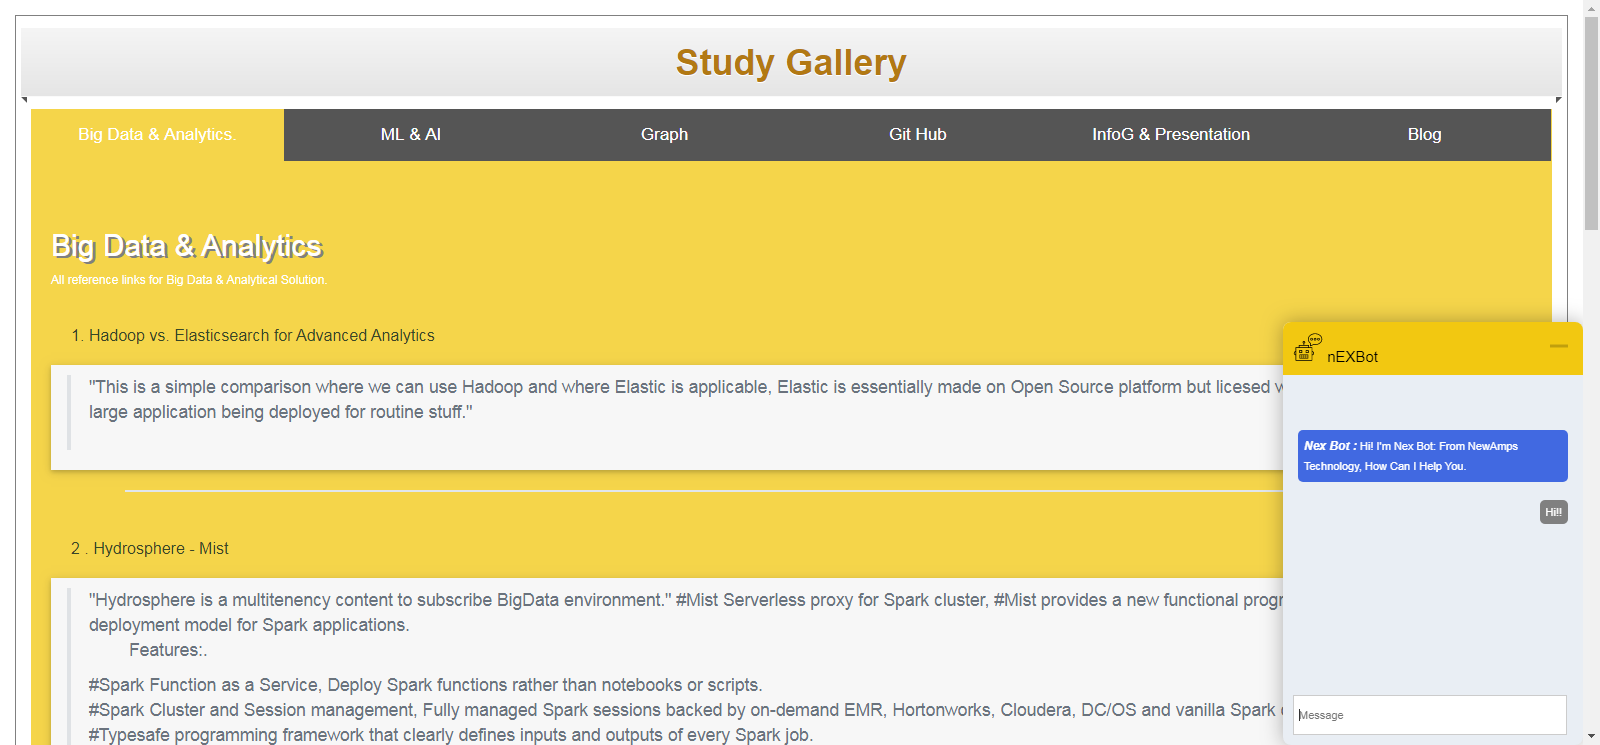 Study Gallery
Big Data & Analytics.
ML & AI
Graph
Git Hub
InfoG & Presentation
Blog
Big Data & Analytics
All reference links for Big Data & Analytical Solution.
1. Hadoop vs. Elasticsearch for Advanced Analytics
"This is a simple comparison where we can use Hadoop and where Elastic is applicable, Elastic is essentially made on Open Source platform but licesed
large application being deployed for routine stuff."
2 . Hydrosphere - Mist
"Hydrosphere is a multitenency content to subscribe BigData environment." #Mist Serverless proxy for Spark cluster, #Mist provides a new functional
deployment model for Spark applications.
Features:.
#Spark Function as a Service, Deploy Spark functions rather than notebooks or scripts.
#Spark Cluster and Session management, Fully managed Spark sessions backed by on-demand EMR, Hortonworks, Cloudera, DC/OS and vanilla Spark
#Typesafe programming framework that clearly defines inputs and outputs of every Spark job.
nEXBot
Nex Bot : Hi! I'm Nex Bot: From NewAmps
Technology, How Can I Help You.
Hi!!
Message